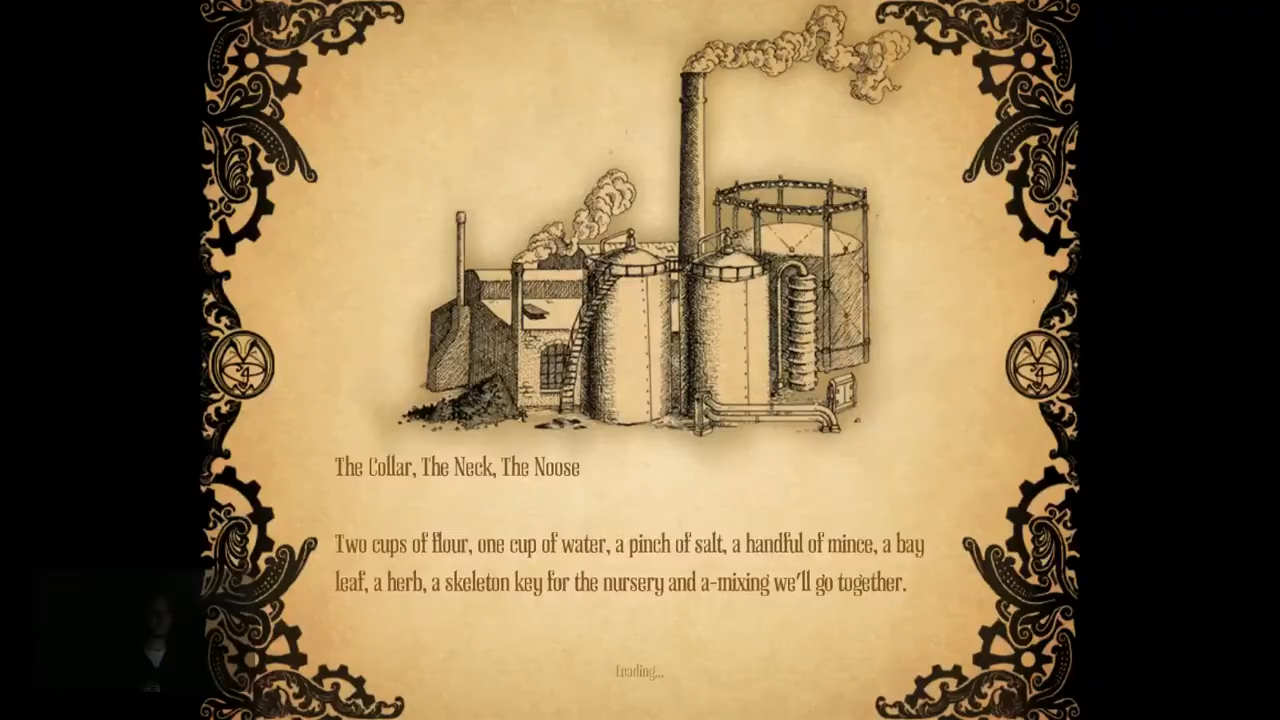 The Collar, The Neck, The Noose
Two cups of flour, one cup of water, a pinch of salt, a handful of mince, a bay
leaf, a herb, a skeleton key for the nursery and a-mixing we'll go together.
Loading...